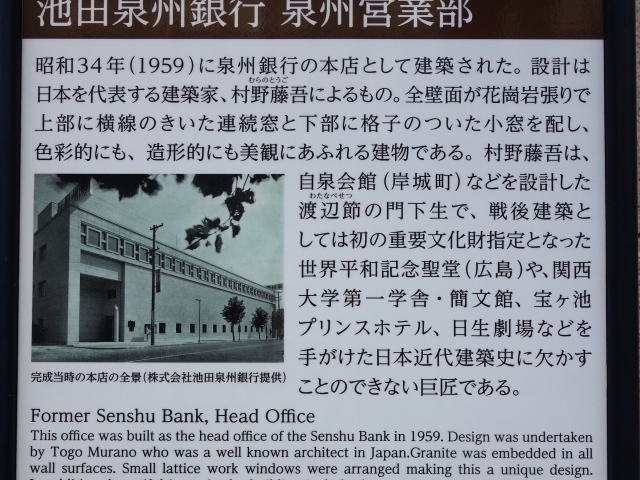 池田泉州銀行 泉州営業部
昭和34年(1959)に泉州銀行の本店として建築された。設計は
むらのとうご
日本を代表する建築家、村野藤吾によるもの。全壁面が花崗岩張りで
上部に横線のきいた連続窓と下部に格子のついた小窓を配し、
色彩的にも、造形的にも美観にあふれる建物である。村野藤吾は、
自泉会館(岸城町)などを設計した
わたなべせつ
渡辺節の門下生で、戦後建築と
しては初の重要文化財指定となった
世界平和記念聖堂(広島)や、関西
大学第一学舎・簡文館、宝ヶ池
プリンスホテル、日生劇場などを
手がけた日本近代建築史に欠かす
ことのできない巨匠である。
完成当時の本店の全景(株式会社池田泉州銀行提供)
Former Senshu Bank, Head Office
This office was built as the head office of the Senshu Bank in 1959. Design was undertaken
by Togo Murano who was a well known architect in Japan.Granite was embedded in all
wall surfaces. Small lattice work windows were arranged making this a unique design.